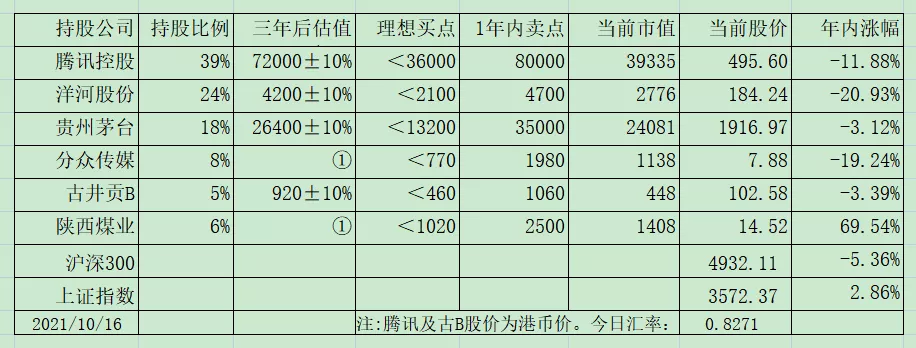 持股公司 持股比例 三年后估值 理想买点 1年内卖点 当前市值 当前股价 年内涨幅
腾讯控股 39% 72000±10% <36000 80000 39335 495.60 -11.88%
洋河股份 24% 4200±10% <2100 4700 2776 184.24 -20.93%
贵州茅台 18% 26400±10% <13200 35000 24081 1916.97 -3.12%
分众传媒 8% ① <770 1980 1138 7.88 -19.24%
古井贡B 5% 920±10% <460 1060 448 102.58 -3.39%
陕西煤业 6% ① <1020 2500 1408 14.52 69.54%
沪深300 4932.11 -5.36%
上证指数 3572.37 2.86%
2021/10/16 注:腾讯及古B股价为港币价。今日汇率: 0.8271